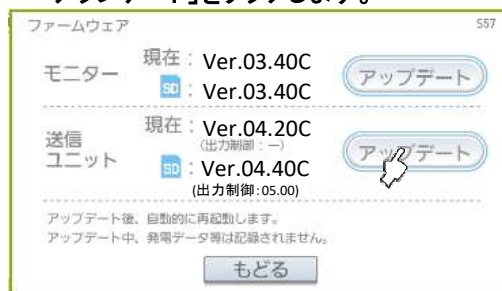 「アップデート」をタッチします。
ファームウェア
S57
モニター
現在：Ver.03.40C
SD：Ver.03.40C
アップデート
送信
ユニット
現在：Ver.04.20C
(出力制御：―)
SD：Ver.04.40C
(出力制御:05.00)
アップデート
アップデート後、自動的に再起動します。
アップデート中、発電データ等は記録されません。
もどる